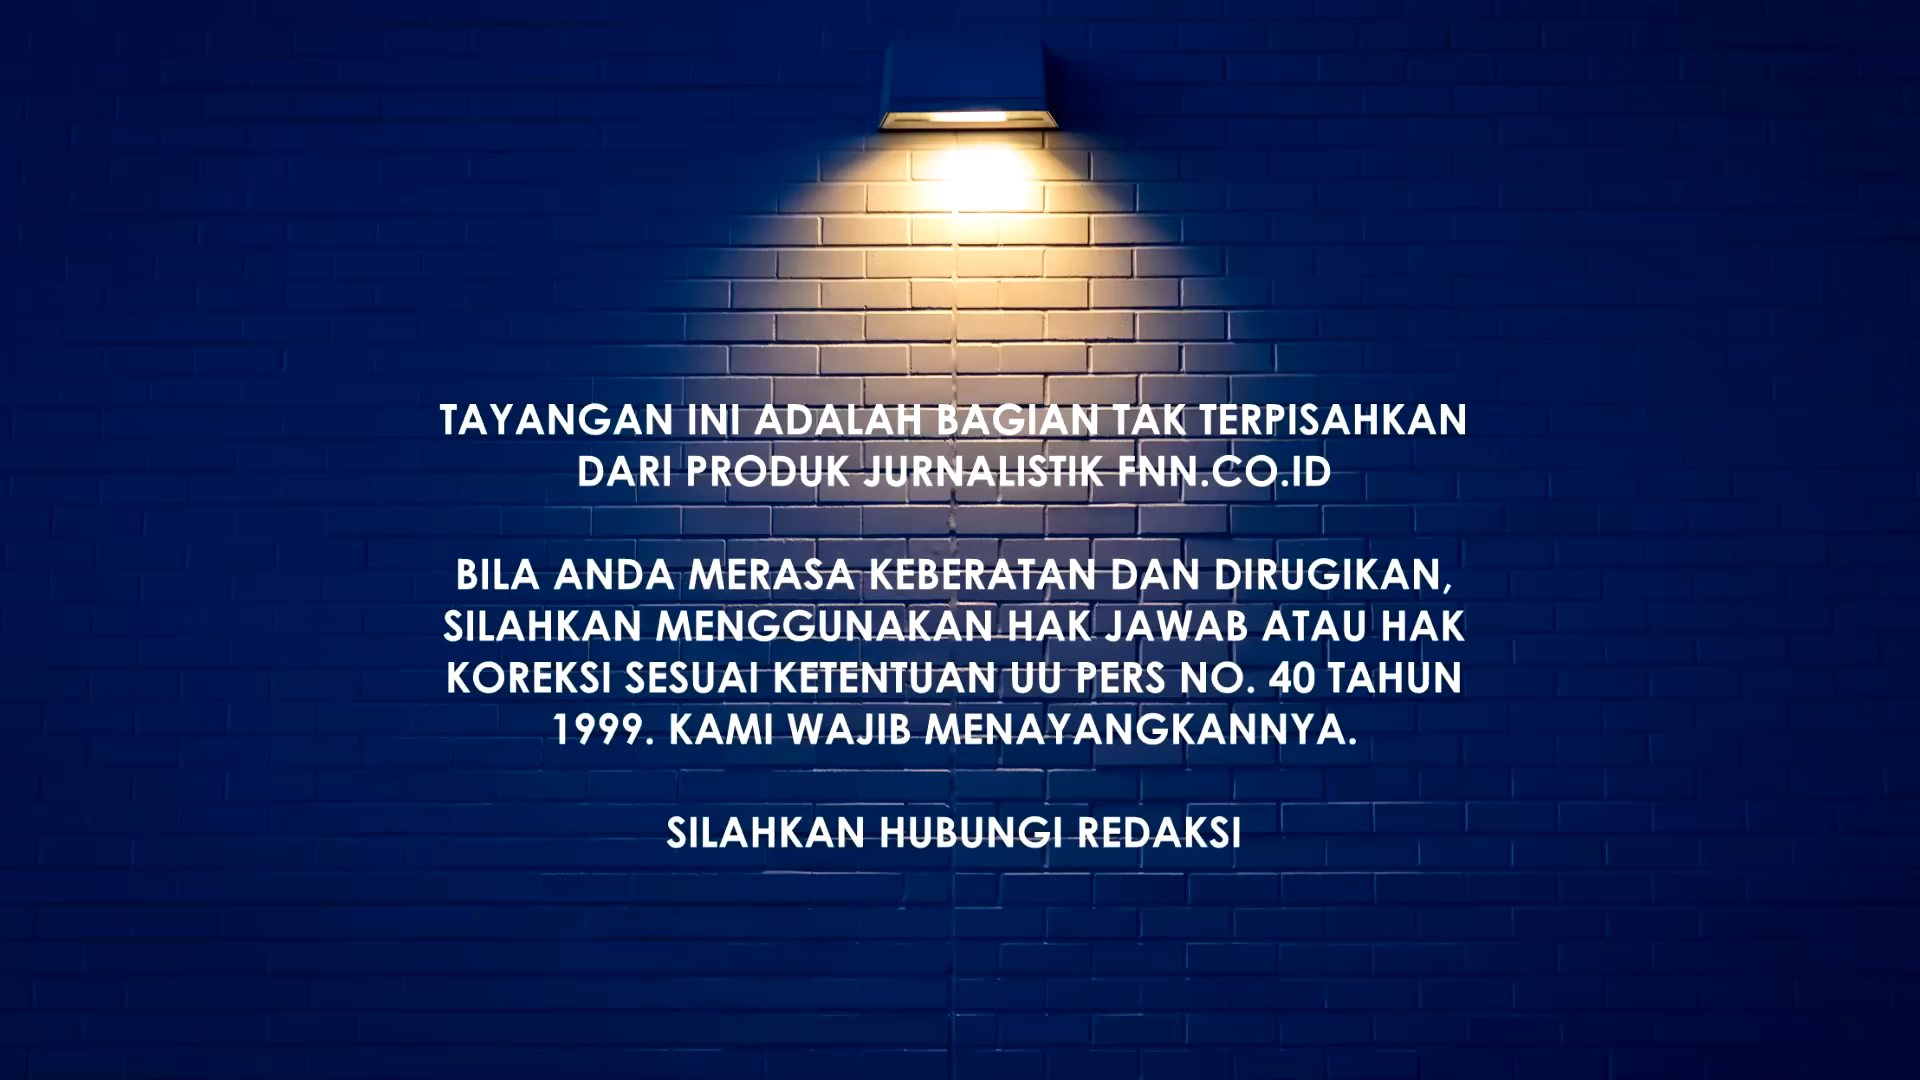 TAYANGAN INI ADALAH BAGIAN TAK TERPISAHKAN
DARI PRODUK JURNALISTIK FNN.CO.ID
BILA ANDA MERASA KEBERATAN DAN DIRUGIKAN,
SILAHKAN MENGGUNAKAN HAK JAWAB ATAU HAK
KOREKSI SESUAI KETENTUAN UU PERS NO. 40 TAHUN
1999. KAMI WAJIB MENAYANGKANNYA.
SILAHKAN HUBUNGI REDAKSI